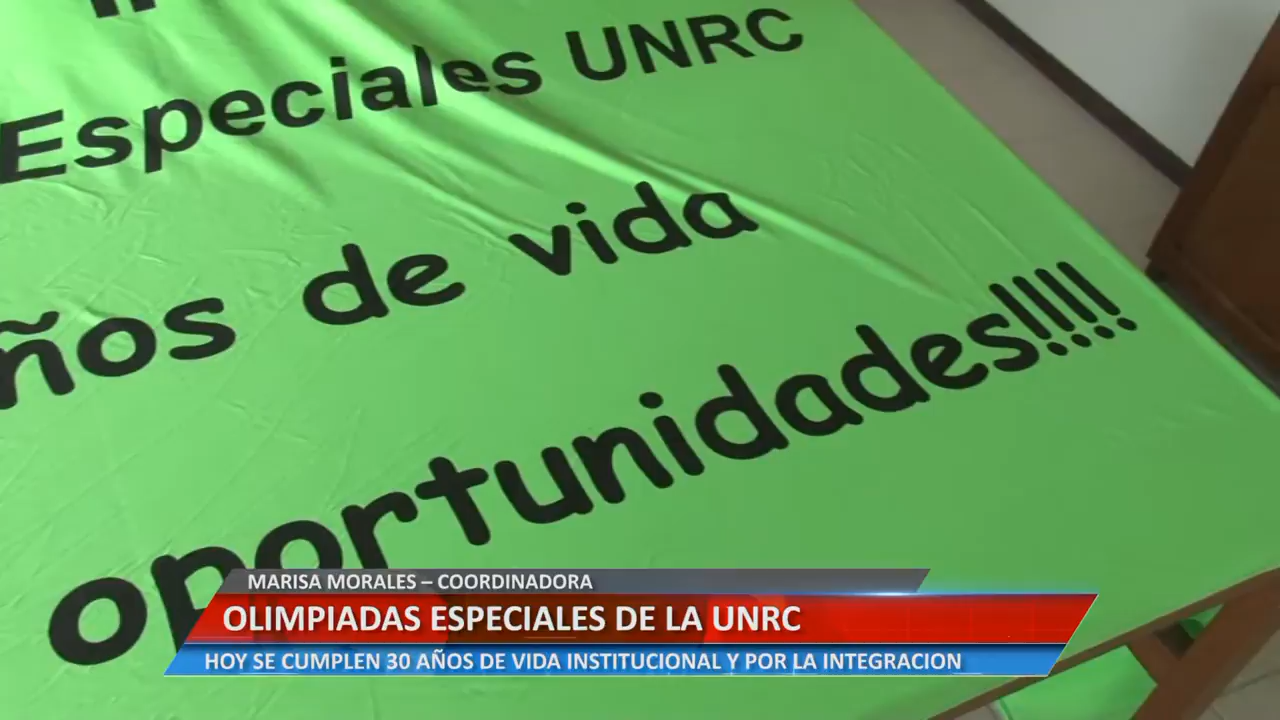 Especiales UNRC
ños de vida
oportunidades!!!!
MARISA MORALES – COORDINADORA
OLIMPIADAS ESPECIALES DE LA UNRC
HOY SE CUMPLEN 30 AÑOS DE VIDA INSTITUCIONAL Y POR LA INTEGRACION